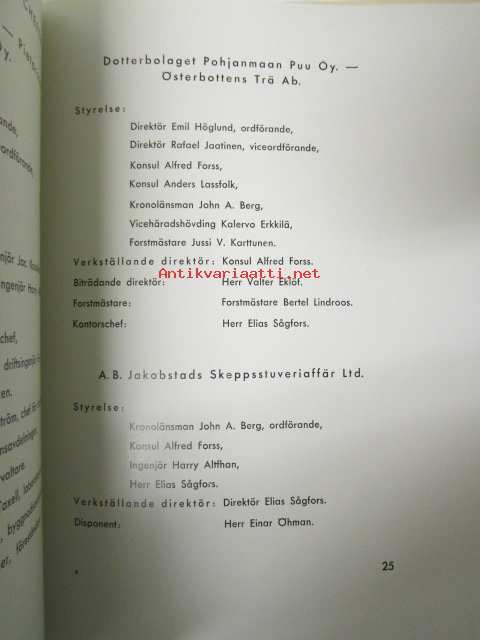 Dotterbolaget Pohjanmaan Puu Oy. —
Österbottens Trä Ab.
Styrelse:
Direktör Emil Höglund, ordförande,
Direktör Rafael Jaatinen, viceordförande,
Konsul Alfred Forss,
Konsul Anders Lassfolk,
Kronolänsman John A. Berg,
Vicehäradshövding Kalervo Erkkilä,
Forstmästare Jussi V. Karttunen.
Verkställande direktör: Konsul Alfred Forss.
Antikvariaatti.net
Biträdande direktör: Herr Valter Eklöf.
Forstmästare: Forstmästare Bertel Lindroos.
Kontorschef: Herr Elias Sågfors.
A.B. Jakobstads Skeppsstuveriaffär Ltd.
Styrelse:
Kronolänsman John A. Berg, ordförande,
Konsul Alfred Forss,
Ingenjör Harry Altfhan,
Herr Elias Sågfors.
Verkställande direktör: Direktör Elias Sågfors.
Disponent: Herr Einar Öhman.
25